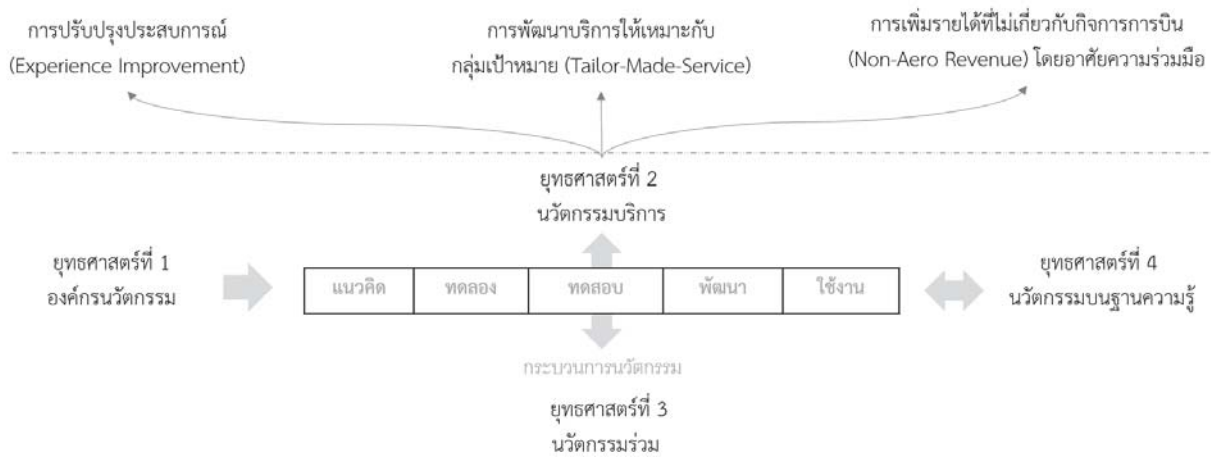 การปรับปรุงประสบการณ์
(Experience Improvement)
การพัฒนาบริการให้เหมาะกับ
กลุ่มเป้าหมาย (Tailor-Made-Service)
การเพิ่มรายได้ที่ไม่เกี่ยวกับกิจการการบิน
(Non-Aero Revenue) โดยอาศัยความร่วมมือ
ยุทธศาสตร์ที่ 2
นวัตกรรมบริการ
ยุทธศาสตร์ที่ 1
องค์กรนวัตกรรม
แนวคิด
ทดลอง
ทดสอบ
พัฒนา
ใช้งาน
ยุทธศาสตร์ที่ 4
นวัตกรรมบนฐานความรู้
กระบวนการนวัตกรรม
ยุทธศาสตร์ที่ 3
นวัตกรรมร่วม